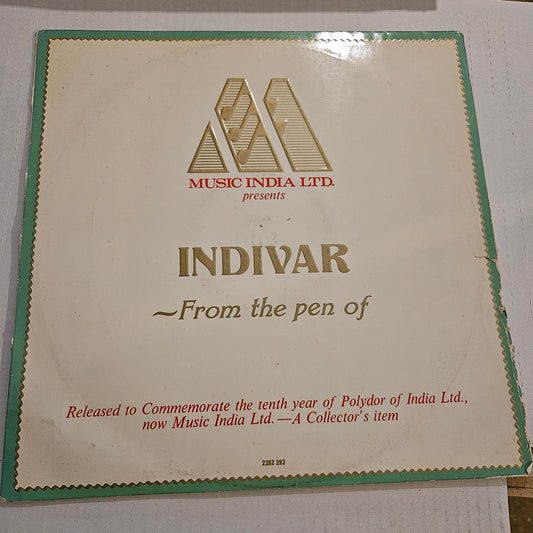 MUSIC INDIA LTD.
presents
INDIVAR
~From the pen of
Released to Commemorate the tenth year of Polydor of India Ltd.,
now Music India Ltd.—A Collector's item
2392 293